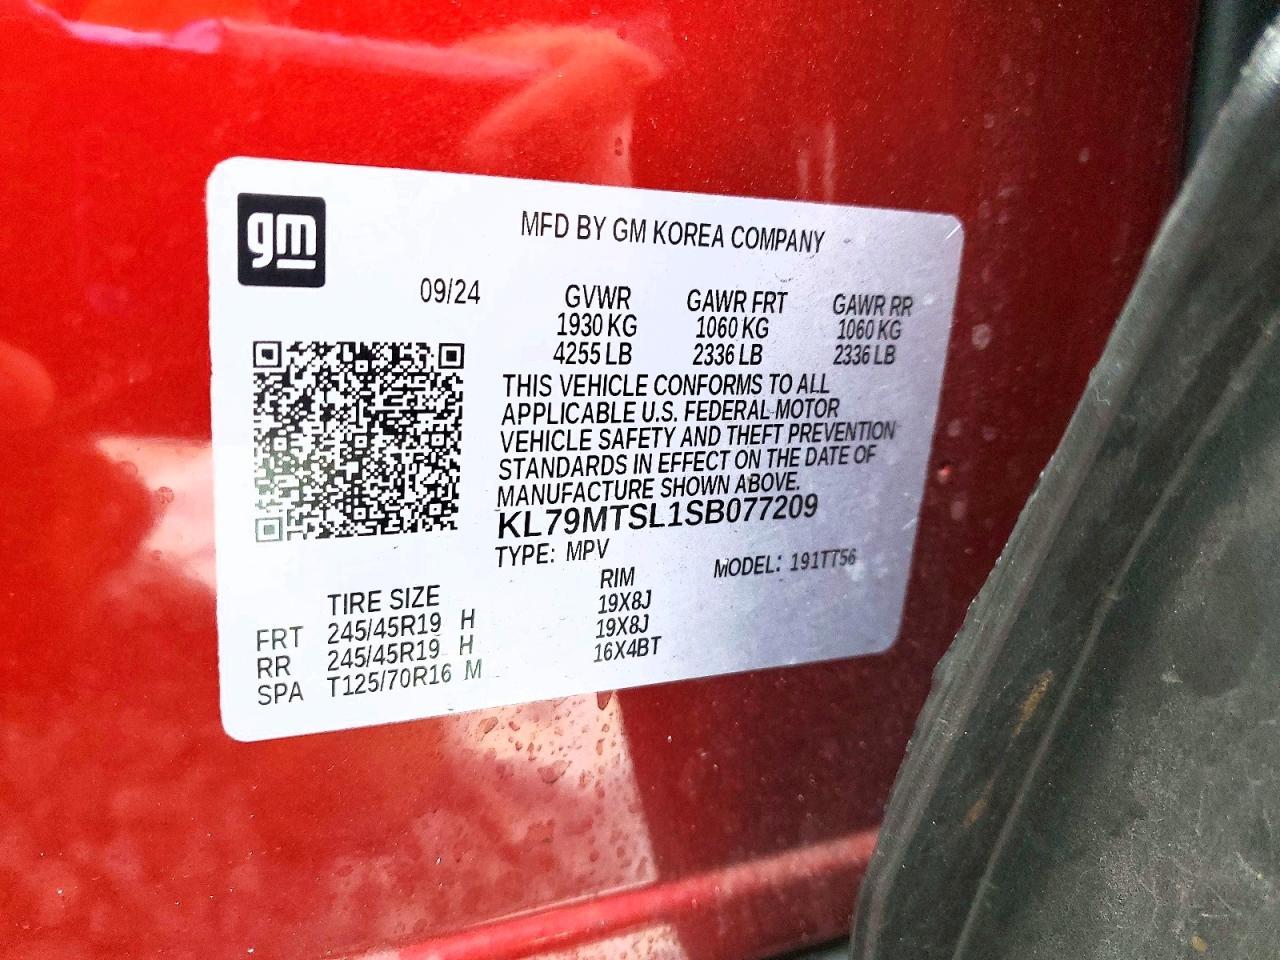 gm
MFD BY GM KOREA COMPANY
09/24 GVWR GAWR FRT GAWR RR
1930 KG 1060 KG 1060 KG
4255 LB 2336 LB 2336 LB
THIS VEHICLE CONFORMS TO ALL
APPLICABLE U.S. FEDERAL MOTOR
VEHICLE SAFETY AND THEFT PREVENTION
STANDARDS IN EFFECT ON THE DATE OF
MANUFACTURE SHOWN ABOVE.
KL79MTSL1SB077209
TYPE: MPV MODEL: 191TT56
TIRE SIZE RIM
FRT 245/45R19 H 19X8J
RR 245/45R19 H 19X8J
SPA T125/70R16 M 16X4BT